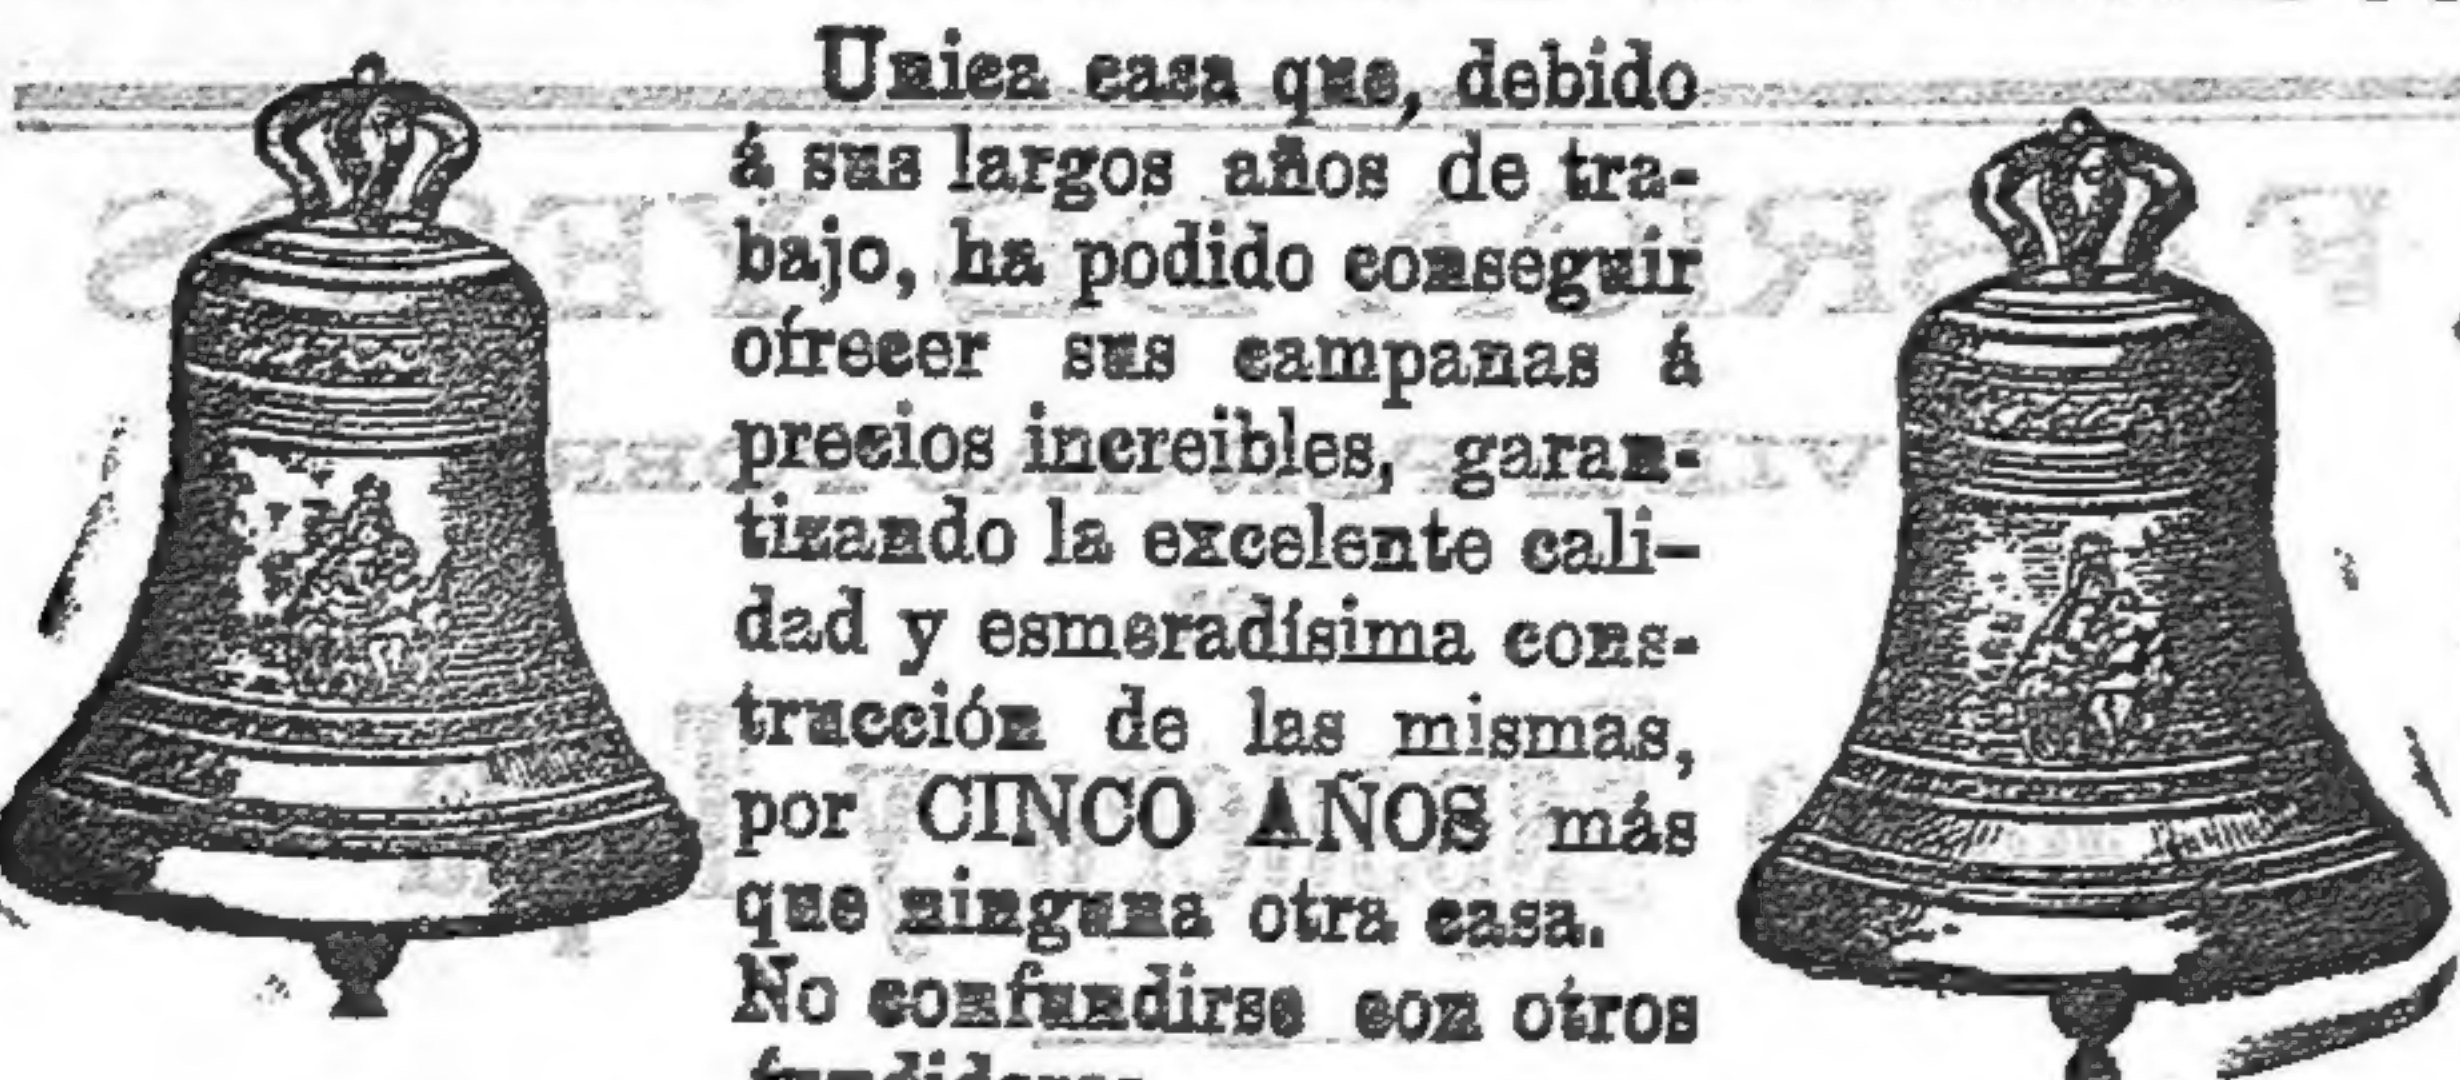 Unica casa que, debido
á sus largos años de tra-
bajo, ha podido conseguir
ofrecer sus campanas á
precios increibles, garan-
tizando la excelente cali-
dad y esmeradísima cons-
trucción de las mismas,
por CINCO AÑOS más
que ninguna otra casa.
No confundirse con otros